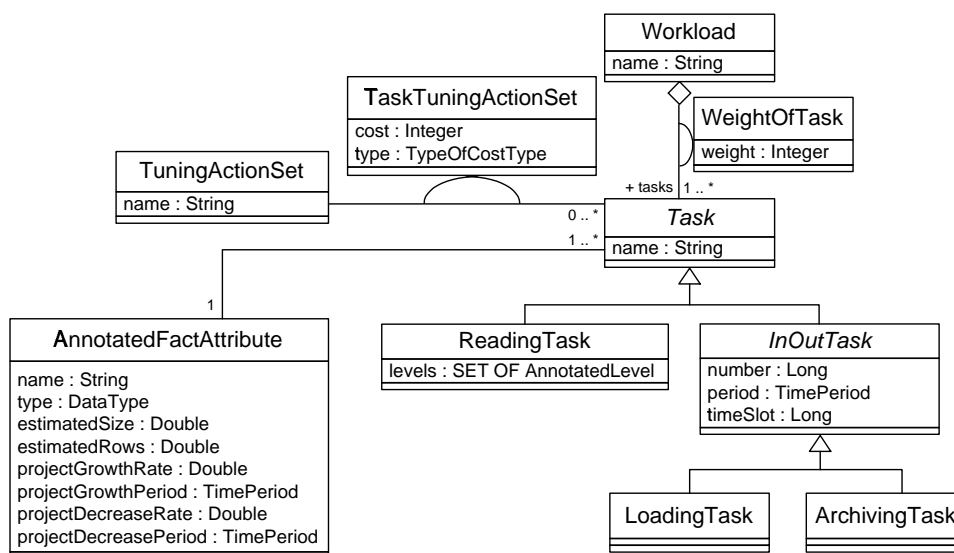 Workload
name : String
TaskTuningActionSet
cost : Integer
type : TypeOfCostType
WeightOfTask
weight : Integer
TuningActionSet
name : String
+ tasks
1 .. *
0 .. *
Task
name : String
1 .. *
1
AnnotatedFactAttribute
name : String
type : DataType
estimatedSize : Double
estimatedRows : Double
projectGrowthRate : Double
projectGrowthPeriod : TimePeriod
projectDecreaseRate : Double
projectDecreasePeriod : TimePeriod
ReadingTask
levels : SET OF AnnotatedLevel
InOutTask
number : Long
period : TimePeriod
timeSlot : Long
LoadingTask
ArchivingTask